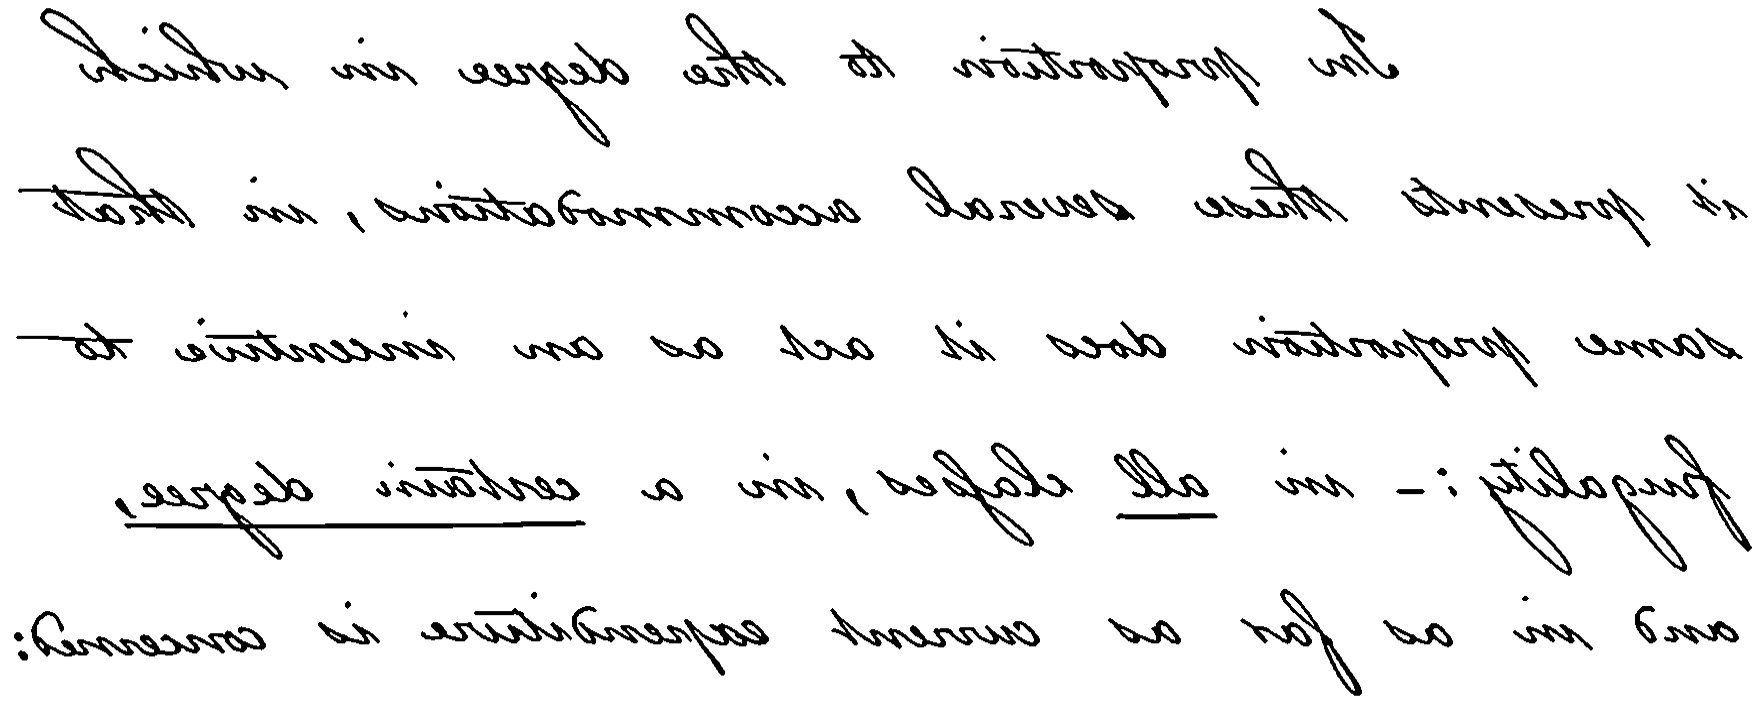 In proportion to the degree in which
it presents these several accommodations, in that
same proportion does it act as an incentive to
frugality: - in all classes, in a certain degree,
and in as far as current expenditure is concerned: